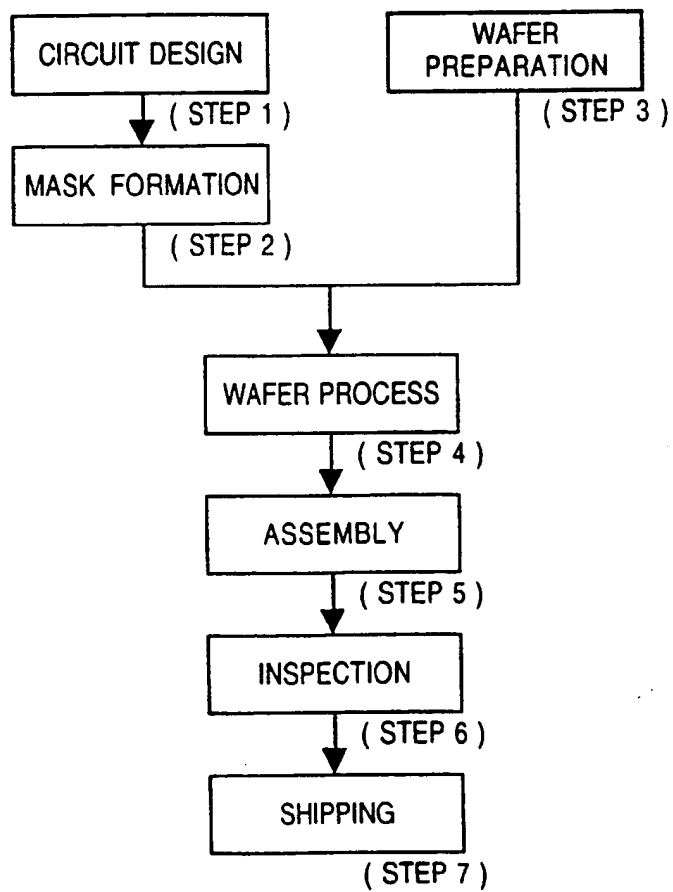 CIRCUIT DESIGN
( STEP 1 )
MASK FORMATION
( STEP 2 )
WAFER
PREPARATION
( STEP 3 )
WAFER PROCESS
( STEP 4 )
ASSEMBLY
( STEP 5 )
INSPECTION
( STEP 6 )
SHIPPING
( STEP 7 )